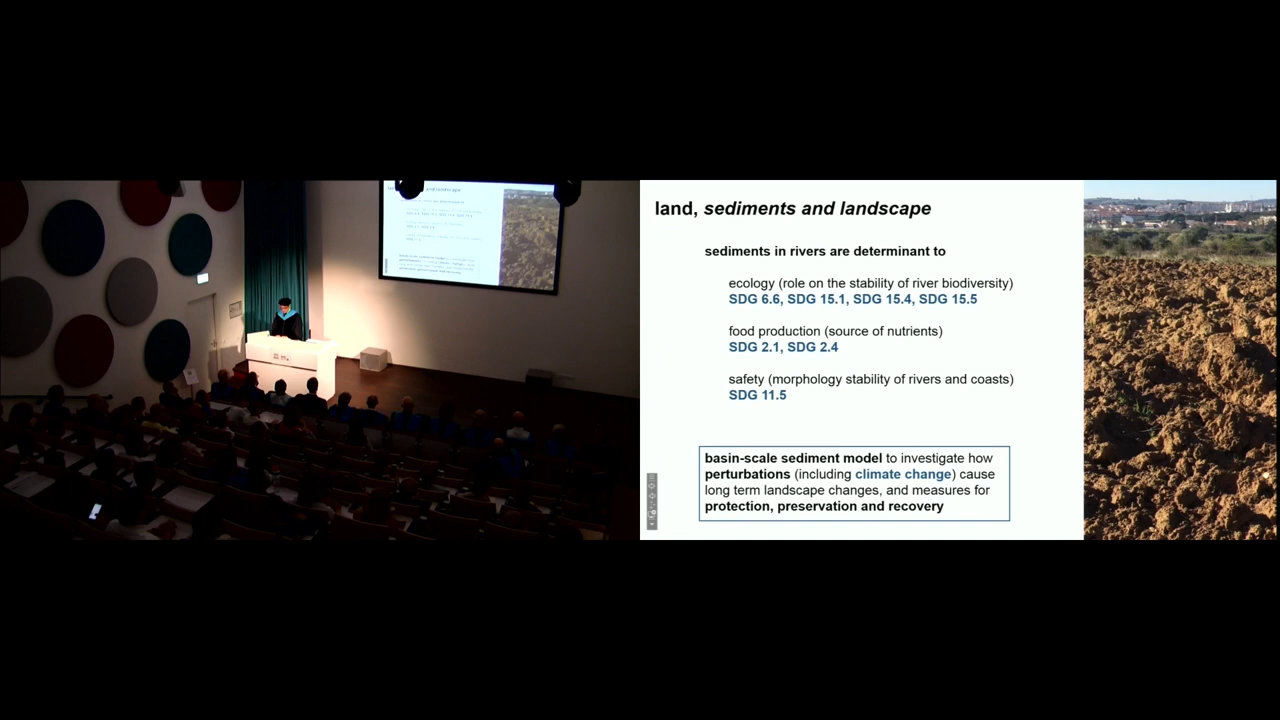 land, sediments and landscape
sediments in rivers are determinant to
ecology (role on the stability of river biodiversity)
SDG 6.6, SDG 15.1, SDG 15.4, SDG 15.5
food production (source of nutrients)
SDG 2.1, SDG 2.4
safety (morphology stability of rivers and coasts)
SDG 11.5
basin-scale sediment model to investigate how
perturbations (including climate change) cause
long term landscape changes, and measures for
protection, preservation and recovery